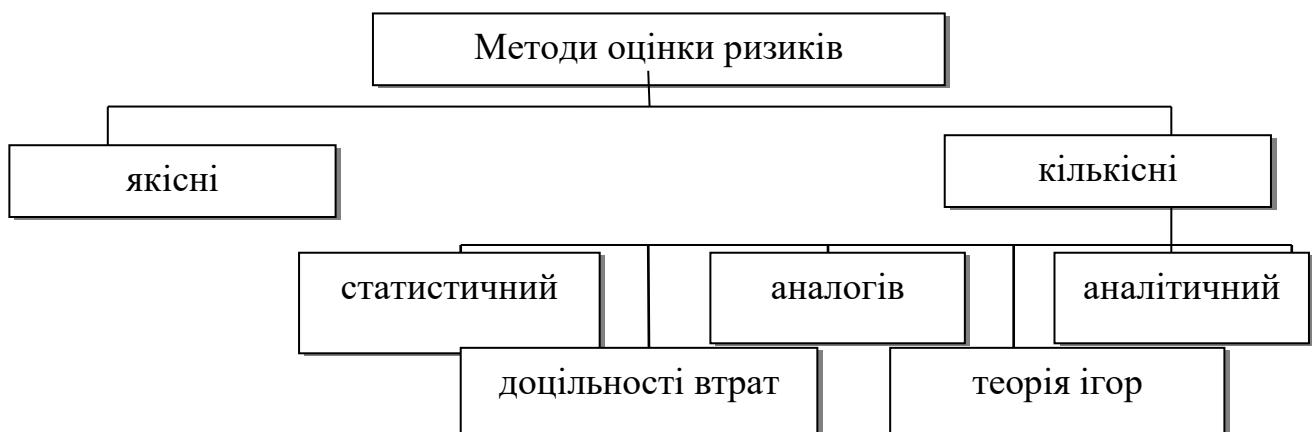 Методи оцінки ризиків
якісні
кількісні
статистичний
аналогів
аналітичний
доцільності втрат
теорія ігор